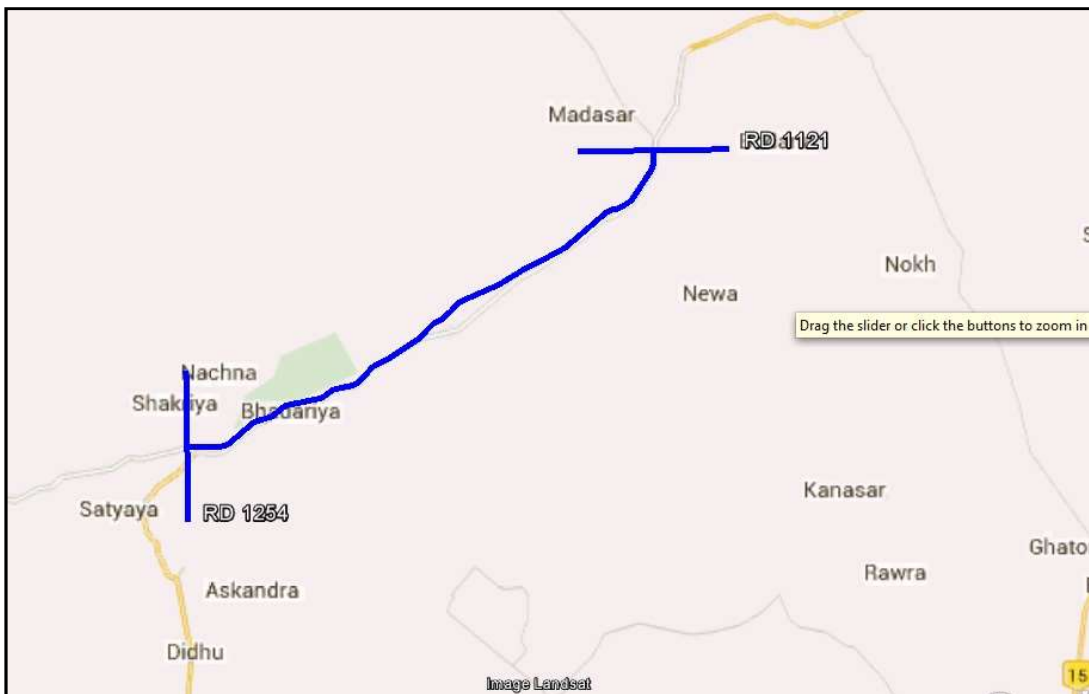 Madasar
RD 1121
Nokh
Newa
Drag the slider or click the buttons to zoom in
Nachna
Shakriya
Bhadariya
Kanasar
Satyaya
RD 1254
Ghato
Rawra
Askandra
Didhu
15
Image Landsat